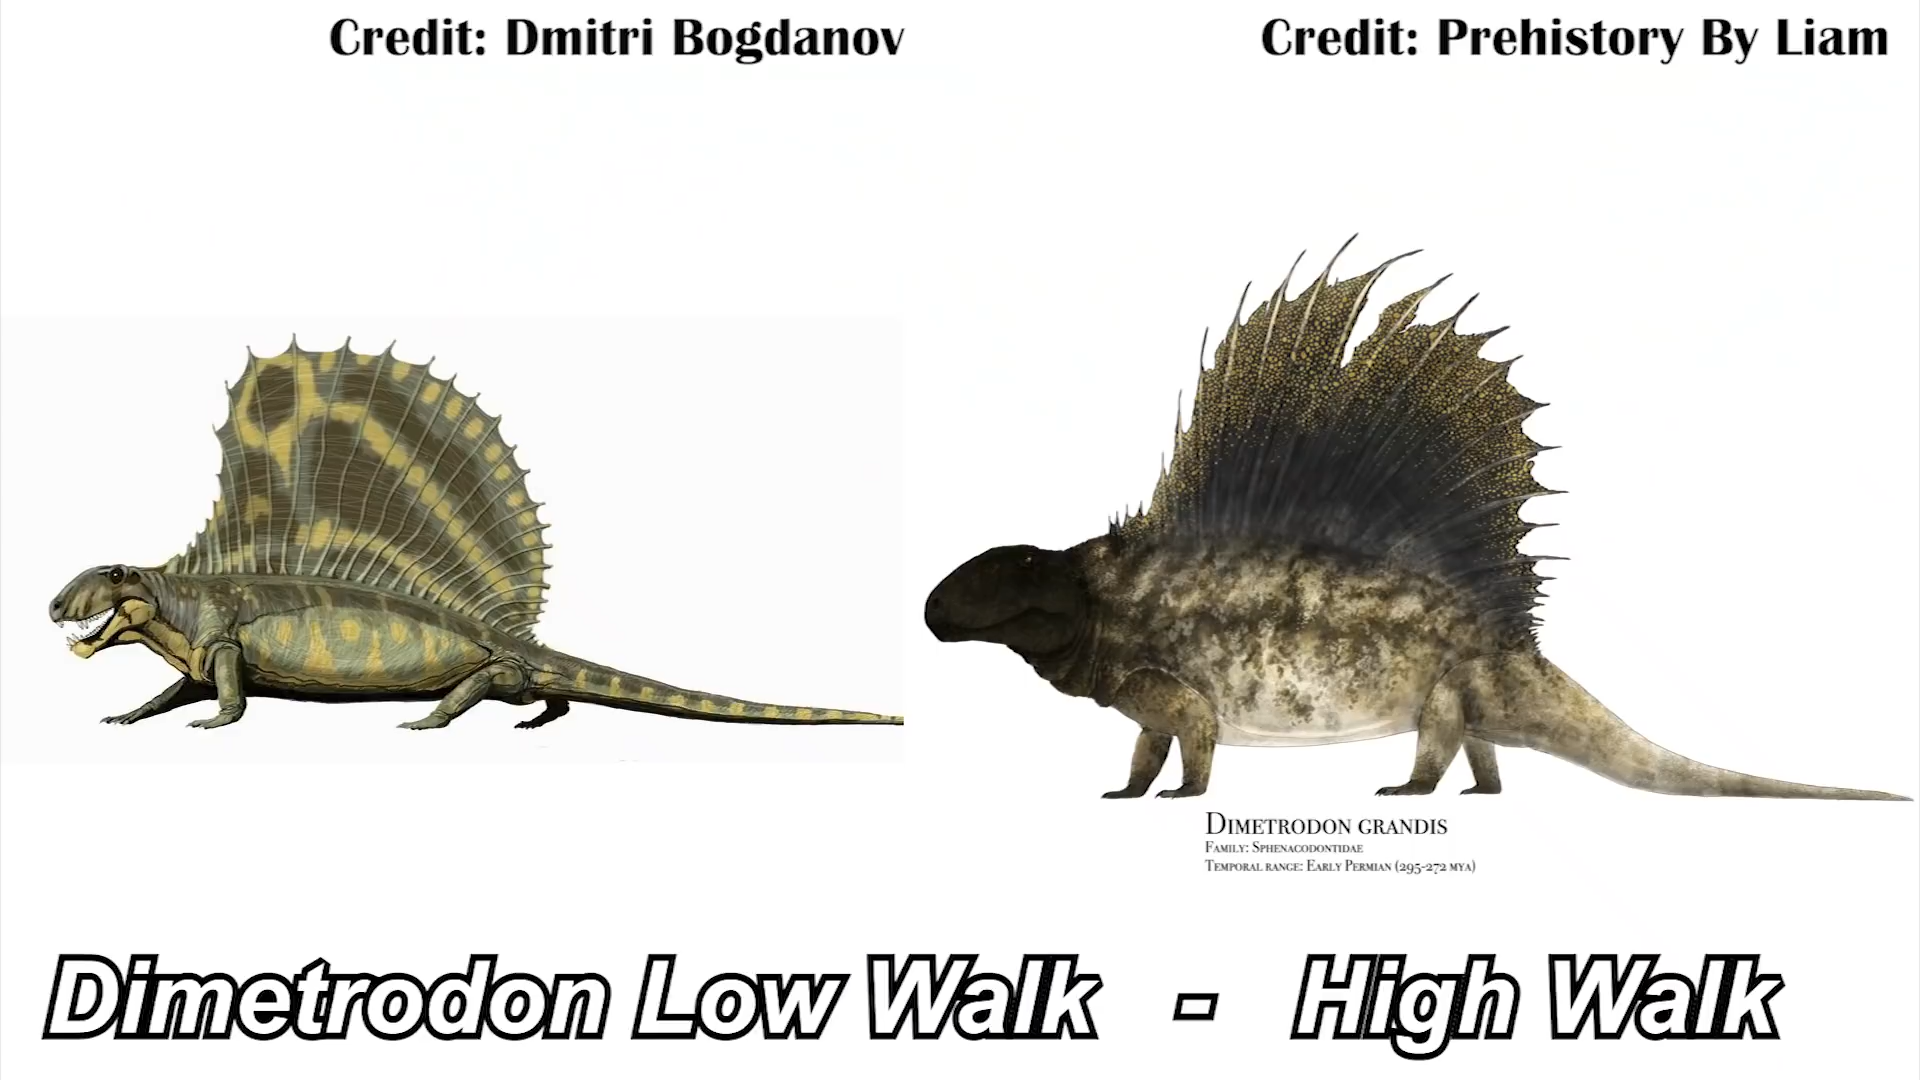 Credit: Dmitri Bogdanov
Credit: Prehistory By Liam
Dimetrodon grandis
Family: Sphenacodontidae
Temporal range: Early Permian (295-272 mya)
Dimetrodon Low Walk - High Walk